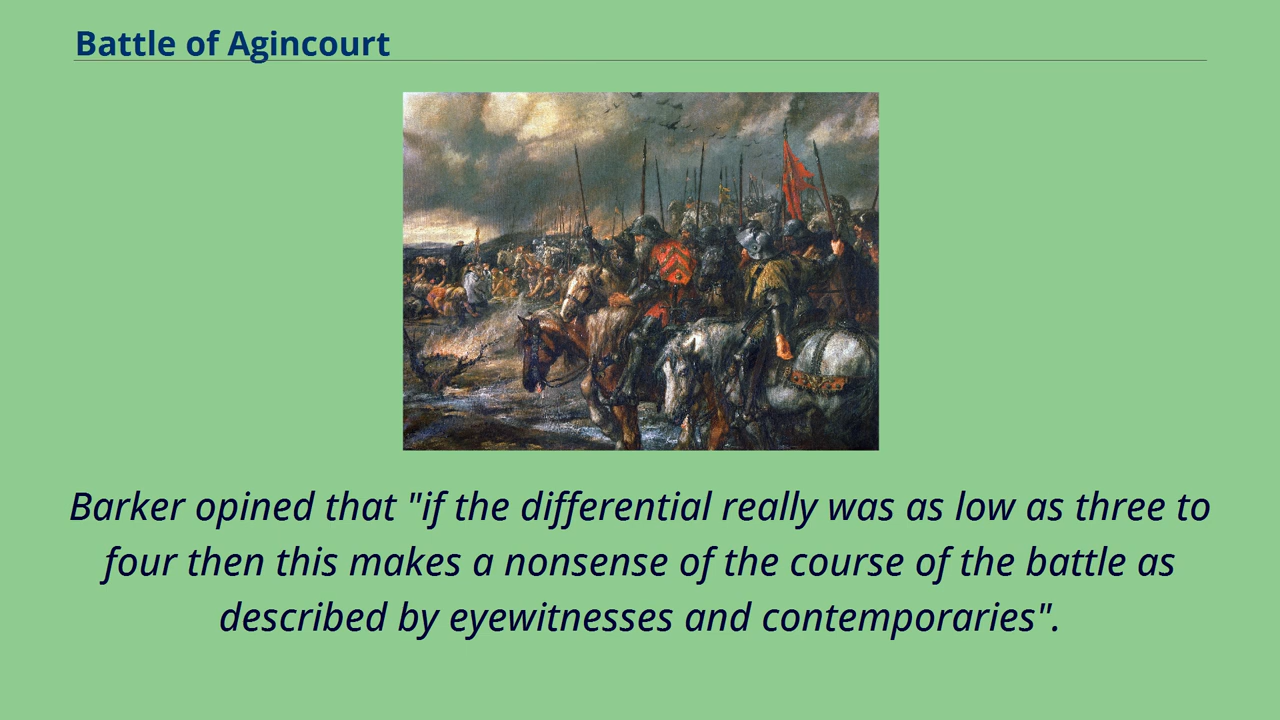 Battle of Agincourt
Barker opined that "if the differential really was as low as three to
four then this makes a nonsense of the course of the battle as
described by eyewitnesses and contemporaries".